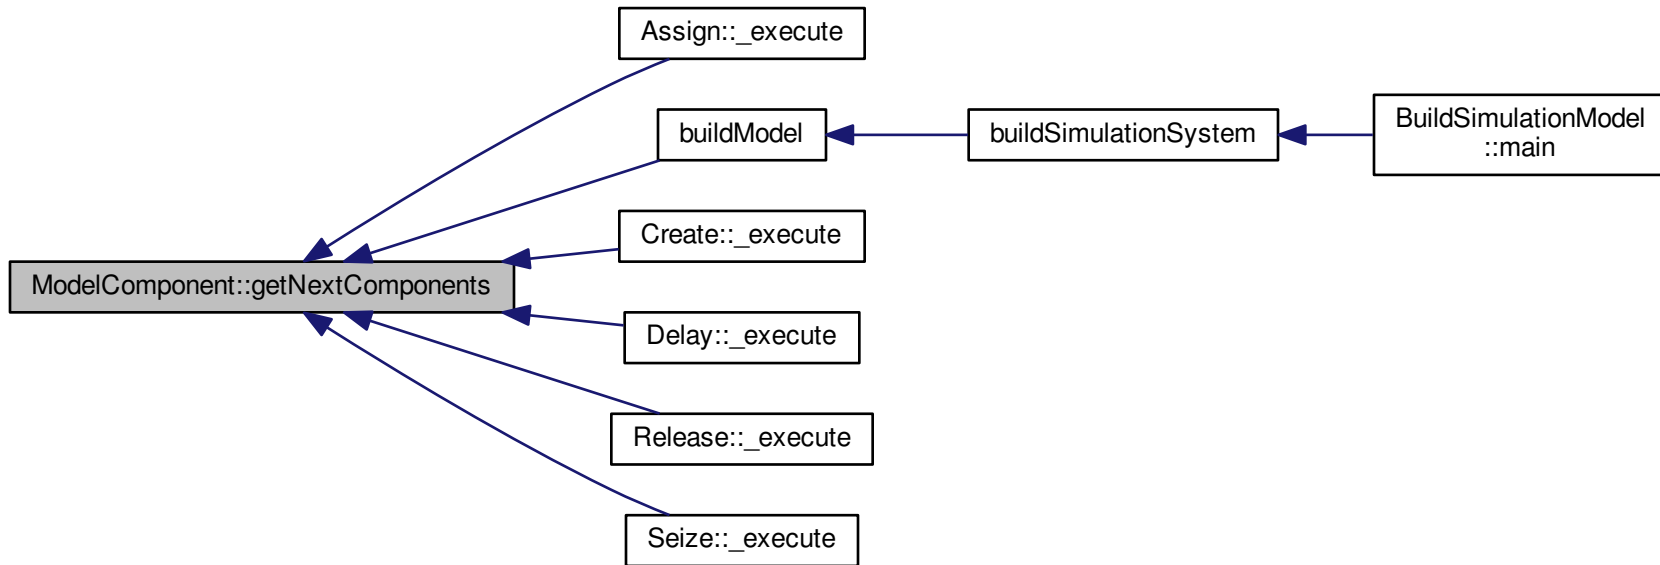 Assign::_execute
buildModel
buildSimulationSystem
BuildSimulationModel
::main
Create::_execute
ModelComponent::getNextComponents
Delay::_execute
Release::_execute
Seize::_execute